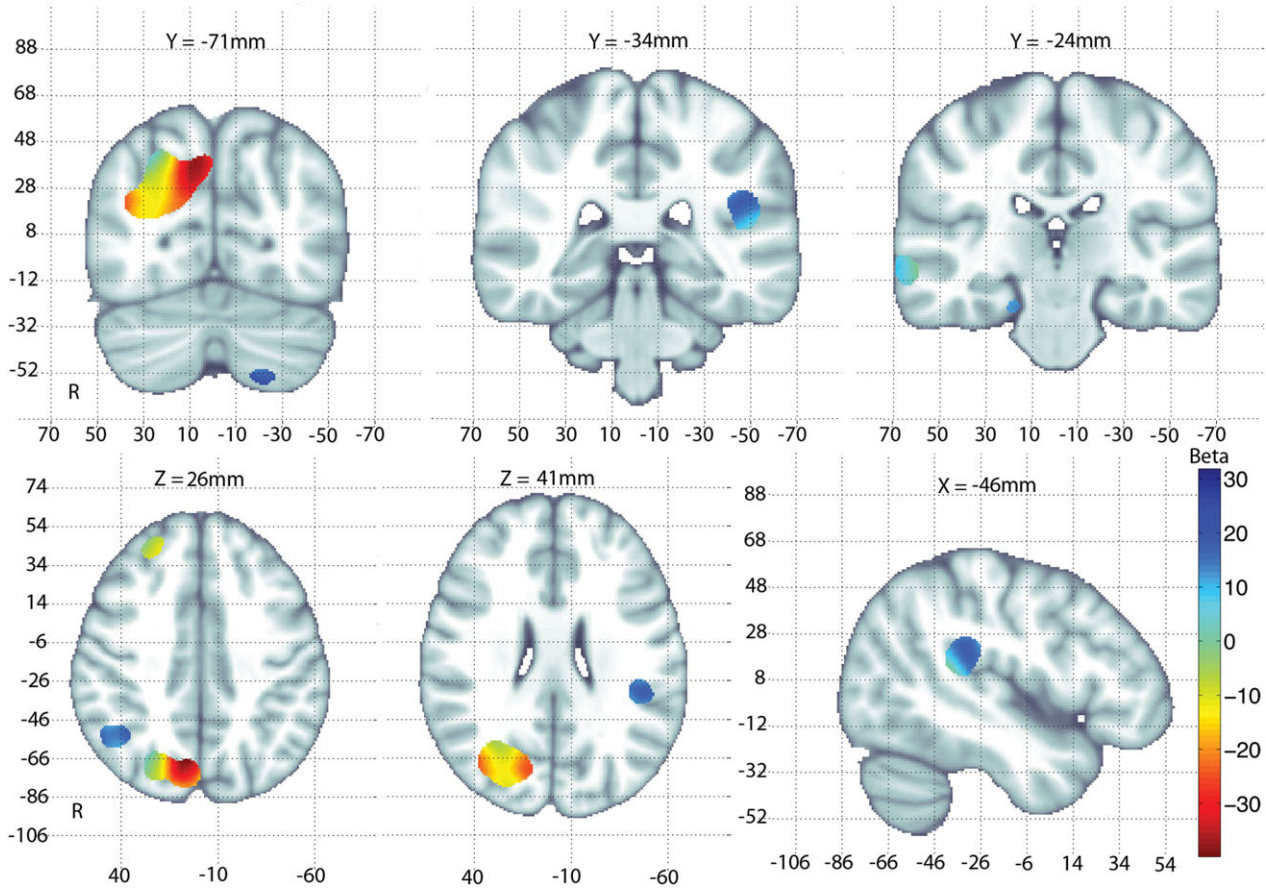 Y = -71mm
Y = -34mm
Y = -24mm
88
68
48
28
8
-12
-32
-52
R
70 50 30 10 -10 -30 -50 -70
70 50 30 10 -10 -30 -50 -70
70 50 30 10 -10 -30 -50 -70
Z = 26mm
Z = 41mm
X = -46mm
Beta
74
54
34
14
-6
-26
-46
-66
-86
-106
R
40 -10 -60
40 -10 -60
88
68
48
28
8
-12
-32
-52
-106 -86 -66 -46 -26 -6 14 34 54
30
20
10
0
-10
-20
-30